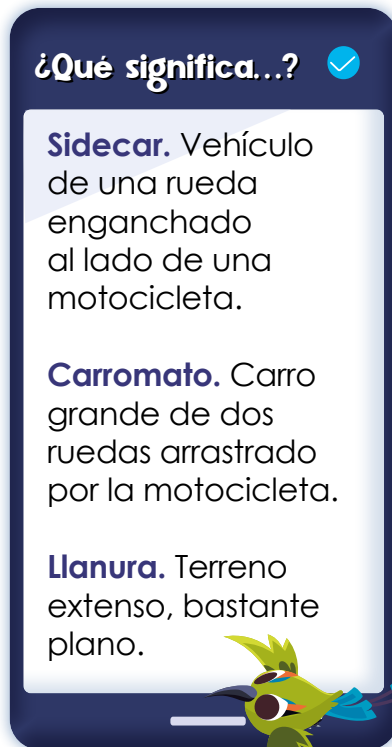 ¿Qué significa...?
Sidecar. Vehículo
de una rueda
enganchado
al lado de una
motocicleta.
Carromato. Carro
grande de dos
ruedas arrastrado
por la motocicleta.
Llanura. Terreno
extenso, bastante
plano.